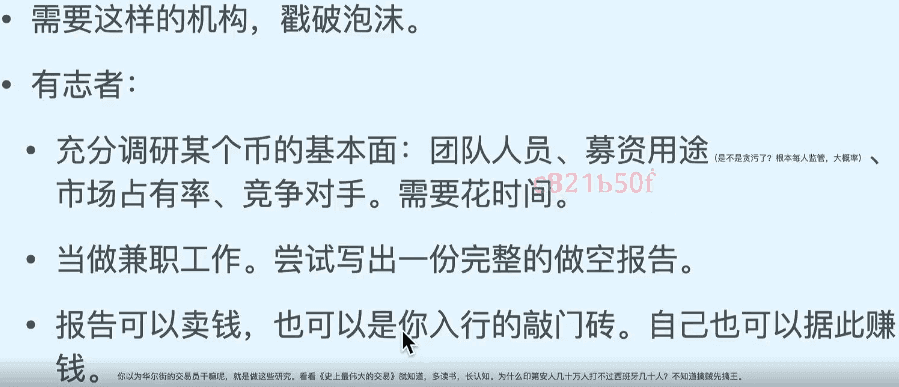 • 需要这样的机构，戳破泡沫。
• 有志者：
• 充分调研某个币的基本面：团队人员、募资用途（是不是贪污了？根本每人监管，大概率）、
市场占有率、竞争对手。需要花时间。
c821b50f
• 当做兼职工作。尝试写出一份完整的做空报告。
• 报告可以卖钱，也可以是你入行的敲门砖。自己也可以据此赚
钱。你以为华尔街的交易员干嘛呢，就是做这些研究。看看《史上最伟大的交易》就知道，多读书，长认知。为什么印第安人几十万人打不过西班牙几十人？不知道擒贼先擒王。